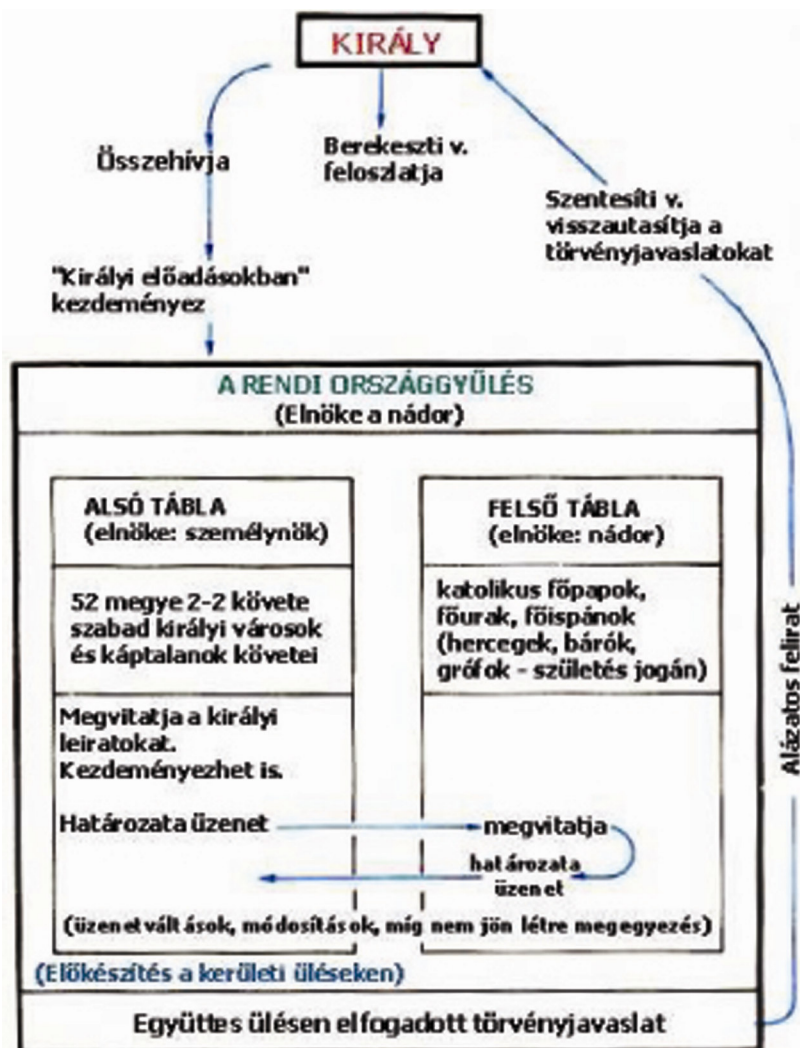 KIRÁLY
Összehívja
Berekeszti v.
feloszlatja
Szentesíti v.
visszautasítja a
törvényjavaslatokat
"Királyi előadásokban"
kezdeményez
A RENDI ORSZÁGGYŰLÉS
(Elnöke a nádor)
ALSÓ TÁBLA
(elnöke: személynök)
52 megye 2-2 követe
szabad királyi városok
és káptalanok követei
Megvitatja a királyi
leiratokat.
Kezdeményezhet is.
Határozata üzenet
FELSŐ TÁBLA
(elnöke: nádor)
katolikus főpapok,
főurak, főispánok
(hercegek, bárók,
grófok - születés jogán)
megvitatja
határozata
üzenet
(üzenetváltások, módosítások, míg nem jön létre megegyezés)
(Előkészítés a kerületi üléseken)
Együttes ülésen elfogadott törvényjavaslat
Alázatos felirat